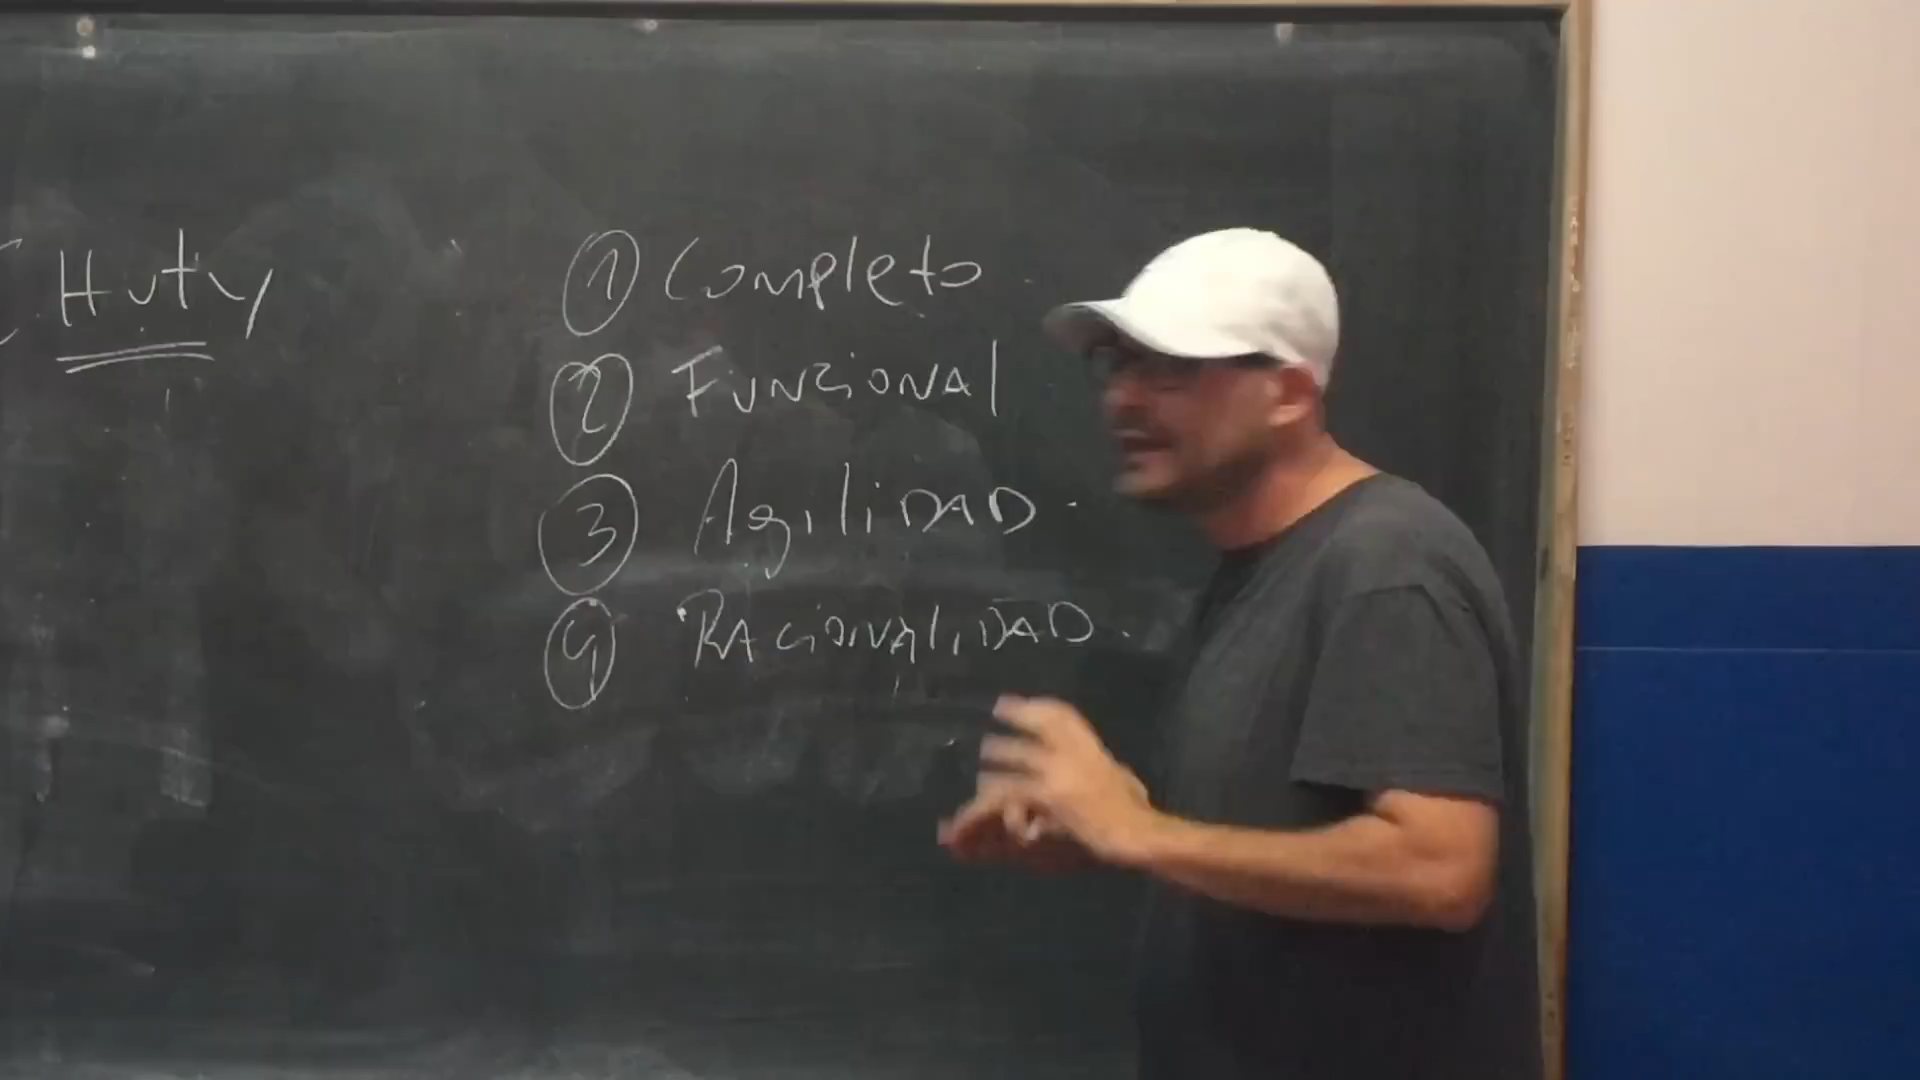 Huty
① Completo
② Funzional
③ Agilidad.
④ Racionalidad.